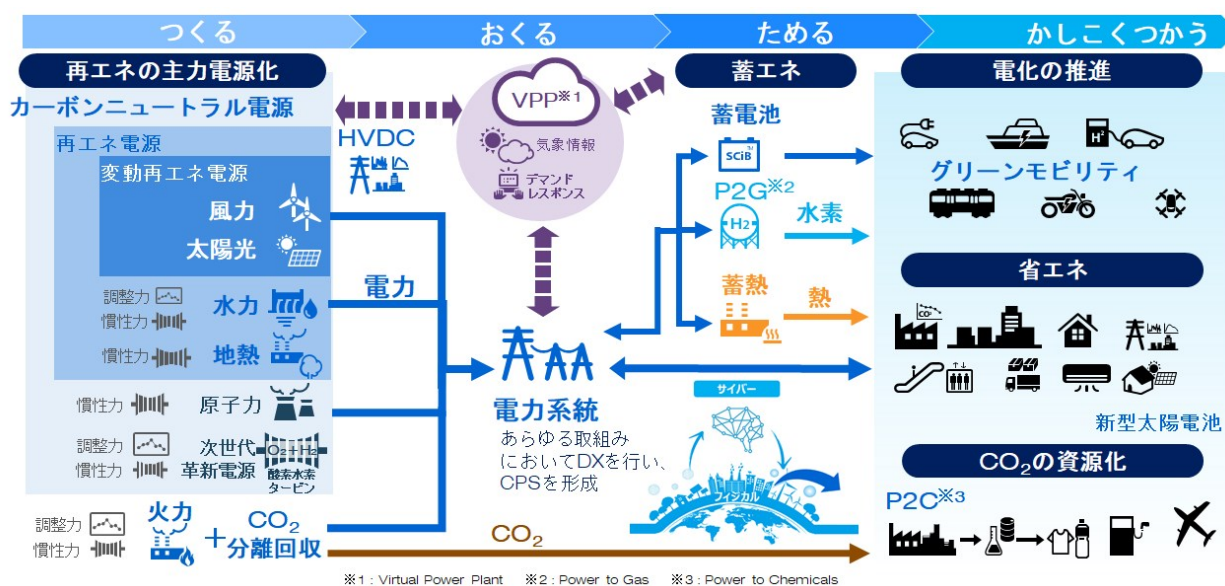 つくる
おくる
ためる
かしこくつかう
再エネの主力電源化
カーボンニュートラル電源
再エネ電源
変動再エネ電源
風力
太陽光
調整力
慣性力
水力
慣性力
地熱
慣性力
原子力
調整力
慣性力
次世代
革新電源
O2+H2
酸素水素
タービン
調整力
慣性力
火力
+
CO2
分離回収
HVDC
電力
VPP※1
気象情報
デマンド
レスポンス
電力系統
あらゆる取組み
においてDXを行い、
CPSを形成
CO2
蓄エネ
蓄電池
SCiB
P2G※2
H2
水素
蓄熱
熱
サイバー
フィジカル
電化の推進
H2
グリーンモビリティ
省エネ
CO2
新型太陽電池
CO2の資源化
P2C※3
※1 : Virtual Power Plant ※2 : Power to Gas ※3 : Power to Chemicals